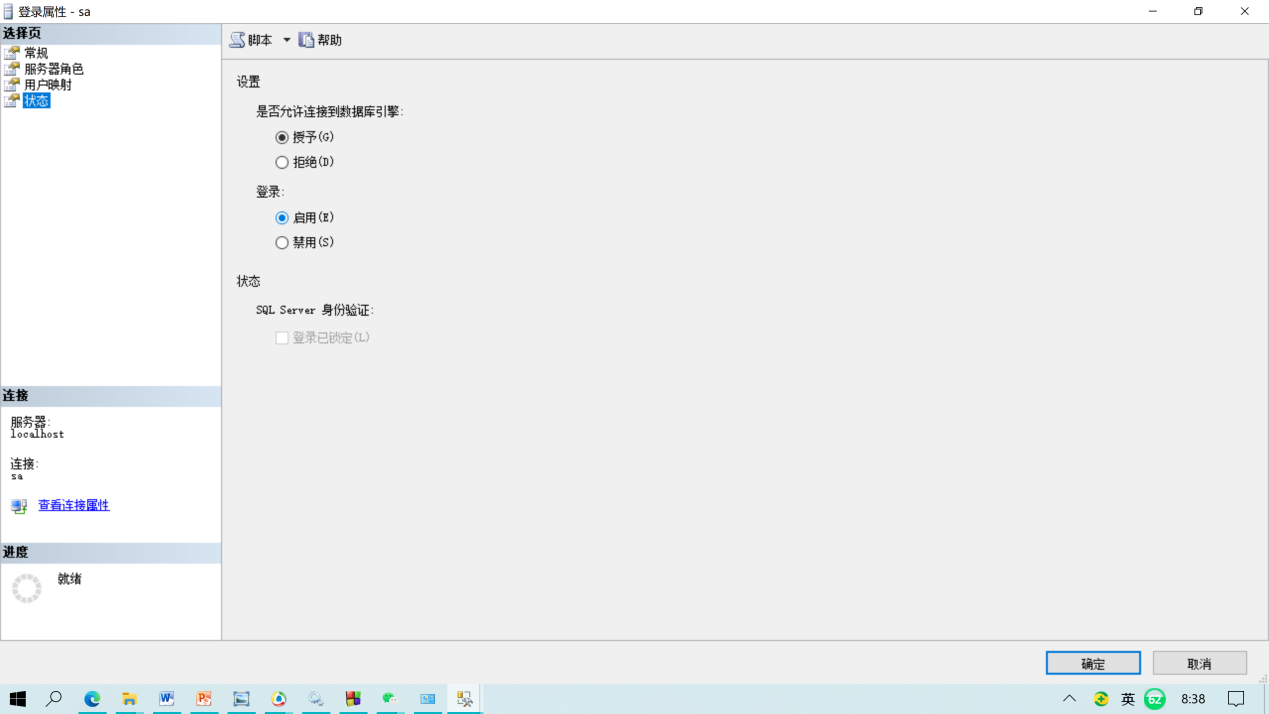 登录属性 - sa
选择页
常规
服务器角色
用户映射
状态
脚本 帮助
设置
是否允许连接到数据库引擎:
授予(G)
拒绝(D)
登录:
启用(E)
禁用(S)
状态
SQL Server 身份验证:
登录已锁定(L)
连接
服务器:
localhost
连接:
sa
查看连接属性
进度
就绪
确定 取消
英 62 8:38